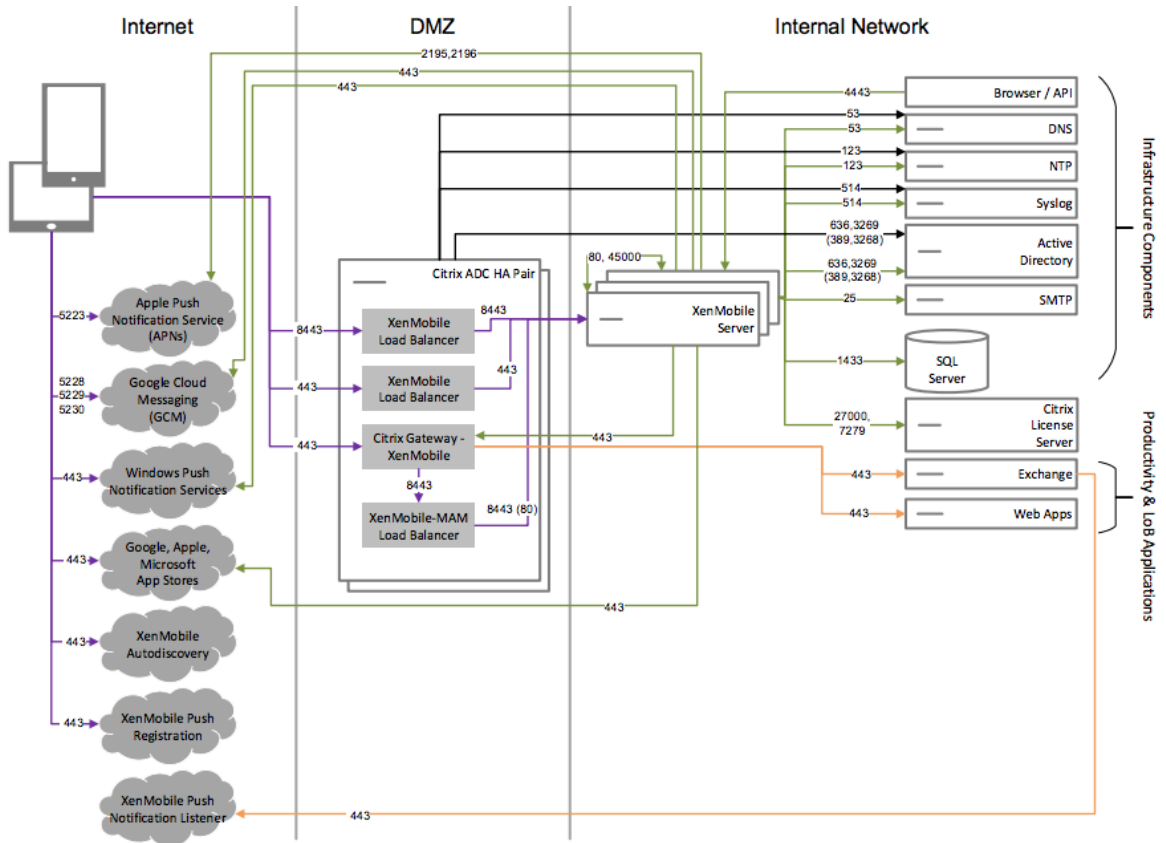 Internet
DMZ
Internal Network
2195,2196
443
443
4443
Browser / API
53
53
DNS
123
123
NTP
514
514
Syslog
636,3269
(389,3268)
636,3269
(389,3268)
Active
Directory
25
SMTP
1433
SQL
Server
27000,
7279
Citrix
License
Server
443
Exchange
443
Web Apps
Infrastructure Components
Productivity & LoB Applications
80, 45000
XenMobile
Server
Citrix ADC HA Pair
8443
XenMobile
Load Balancer
8443
443
XenMobile
Load Balancer
443
443
Citrix Gateway -
XenMobile
443
8443
XenMobile-MAM
Load Balancer
8443 (80)
443
5223
Apple Push
Notification Service
(APNs)
5228
5229
5230
Google Cloud
Messaging
(GCM)
443
Windows Push
Notification Services
443
Google, Apple,
Microsoft
App Stores
443
XenMobile
Autodiscovery
443
XenMobile Push
Registration
XenMobile Push
Notification Listener
443